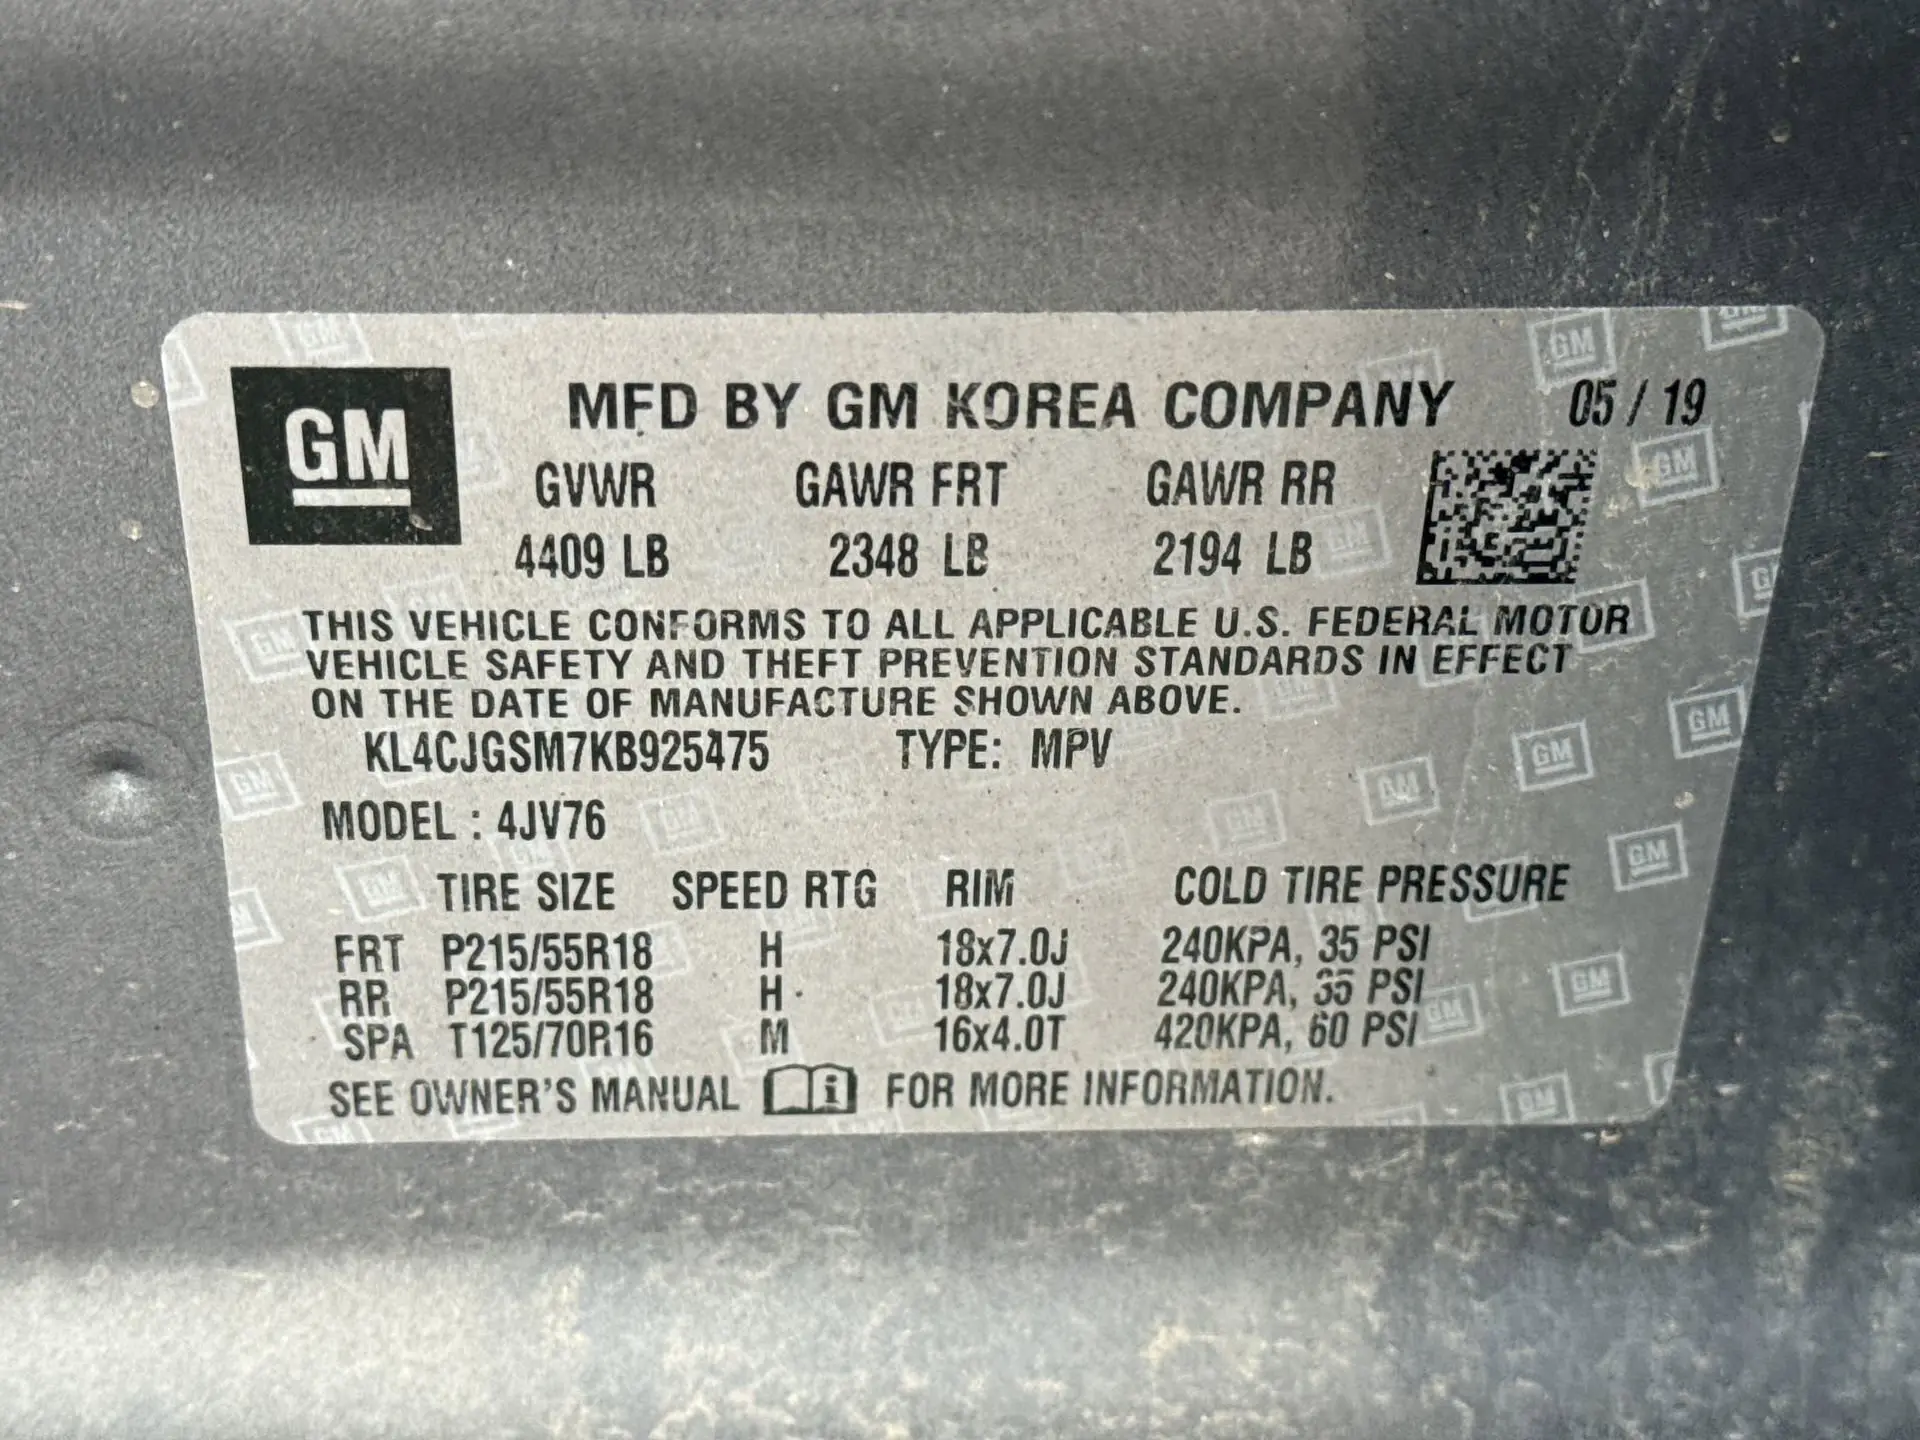 GM
MFD BY GM KOREA COMPANY 05 / 19
GVWR GAWR FRT GAWR RR
4409 LB 2348 LB 2194 LB
THIS VEHICLE CONFORMS TO ALL APPLICABLE U.S. FEDERAL MOTOR
VEHICLE SAFETY AND THEFT PREVENTION STANDARDS IN EFFECT
ON THE DATE OF MANUFACTURE SHOWN ABOVE.
KL4CJGSM7KB925475 TYPE: MPV
MODEL : 4JV76
TIRE SIZE SPEED RTG RIM COLD TIRE PRESSURE
FRT P215/55R18 H 18x7.0J 240KPA, 35 PSI
RR P215/55R18 H 18x7.0J 240KPA, 35 PSI
SPA T125/70R16 M 16x4.0T 420KPA, 60 PSI
SEE OWNER'S MANUAL i FOR MORE INFORMATION.